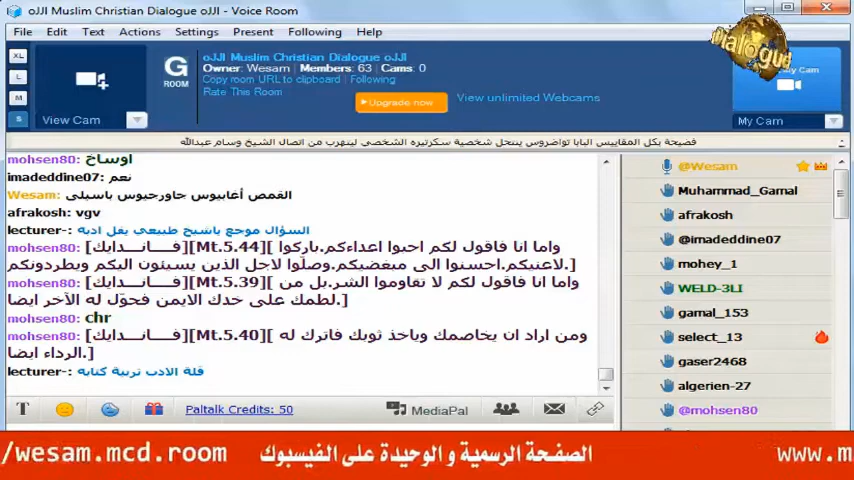 oJJI Muslim Christian Dialogue oJJI - Voice Room
File Edit Text Actions Settings Present Following Help
XL
L
M
S
View Cam
G
ROOM
oJJI Muslim Christian Dialogue oJJI
Owner: Wesam | Members: 63 | Cams: 0
Copy room URL to clipboard | Following
Rate This Room
Upgrade now
View unlimited Webcams
Dialogue
My Cam
فضيحة بكل المقاييس البابا تواضروس ينتحل شخصية سكرتيره الشخصي ليتهرب من اتصال الشيخ وسام عبدالله
mohsen80: اوساخ
imadeddine07: نعم
Wesam: القمص أغابيوس جاورجيوس باسيلى
afrakosh: vgv
lecturer-: السؤال موجع ياشيخ طبيعي يقل ادبة
mohsen80: [فـــانـــدايك][Mt.5.44][ واما انا فاقول لكم احبوا اعداءكم.باركوا
لاعنيكم.احسنوا الى مبغضيكم.وصلّوا لاجل الذين يسيئون اليكم ويطردونكم.]
mohsen80: [فـــانـــدايك][Mt.5.39][ واما انا فاقول لكم لا تقاوموا الشر.بل من
لطمك على خدك الايمن فحوّل له الآخر ايضا.]
mohsen80: chr
mohsen80: [فـــانـــدايك][Mt.5.40][ ومن اراد ان يخاصمك وياخذ ثوبك فاترك له
الرداء ايضا.]
lecturer-: قلة الادب تربية كتابه
@Wesam
Muhammad_Gamal
afrakosh
@imadeddine07
mohey_1
WELD-3LI
gamal_153
select_13
gaser2468
algerien-27
@mohsen80
T
Paltalk Credits: 50
MediaPal
/wesam.mcd.room الصفحة الرسمية و الوحيدة على الفيسبوك www.m